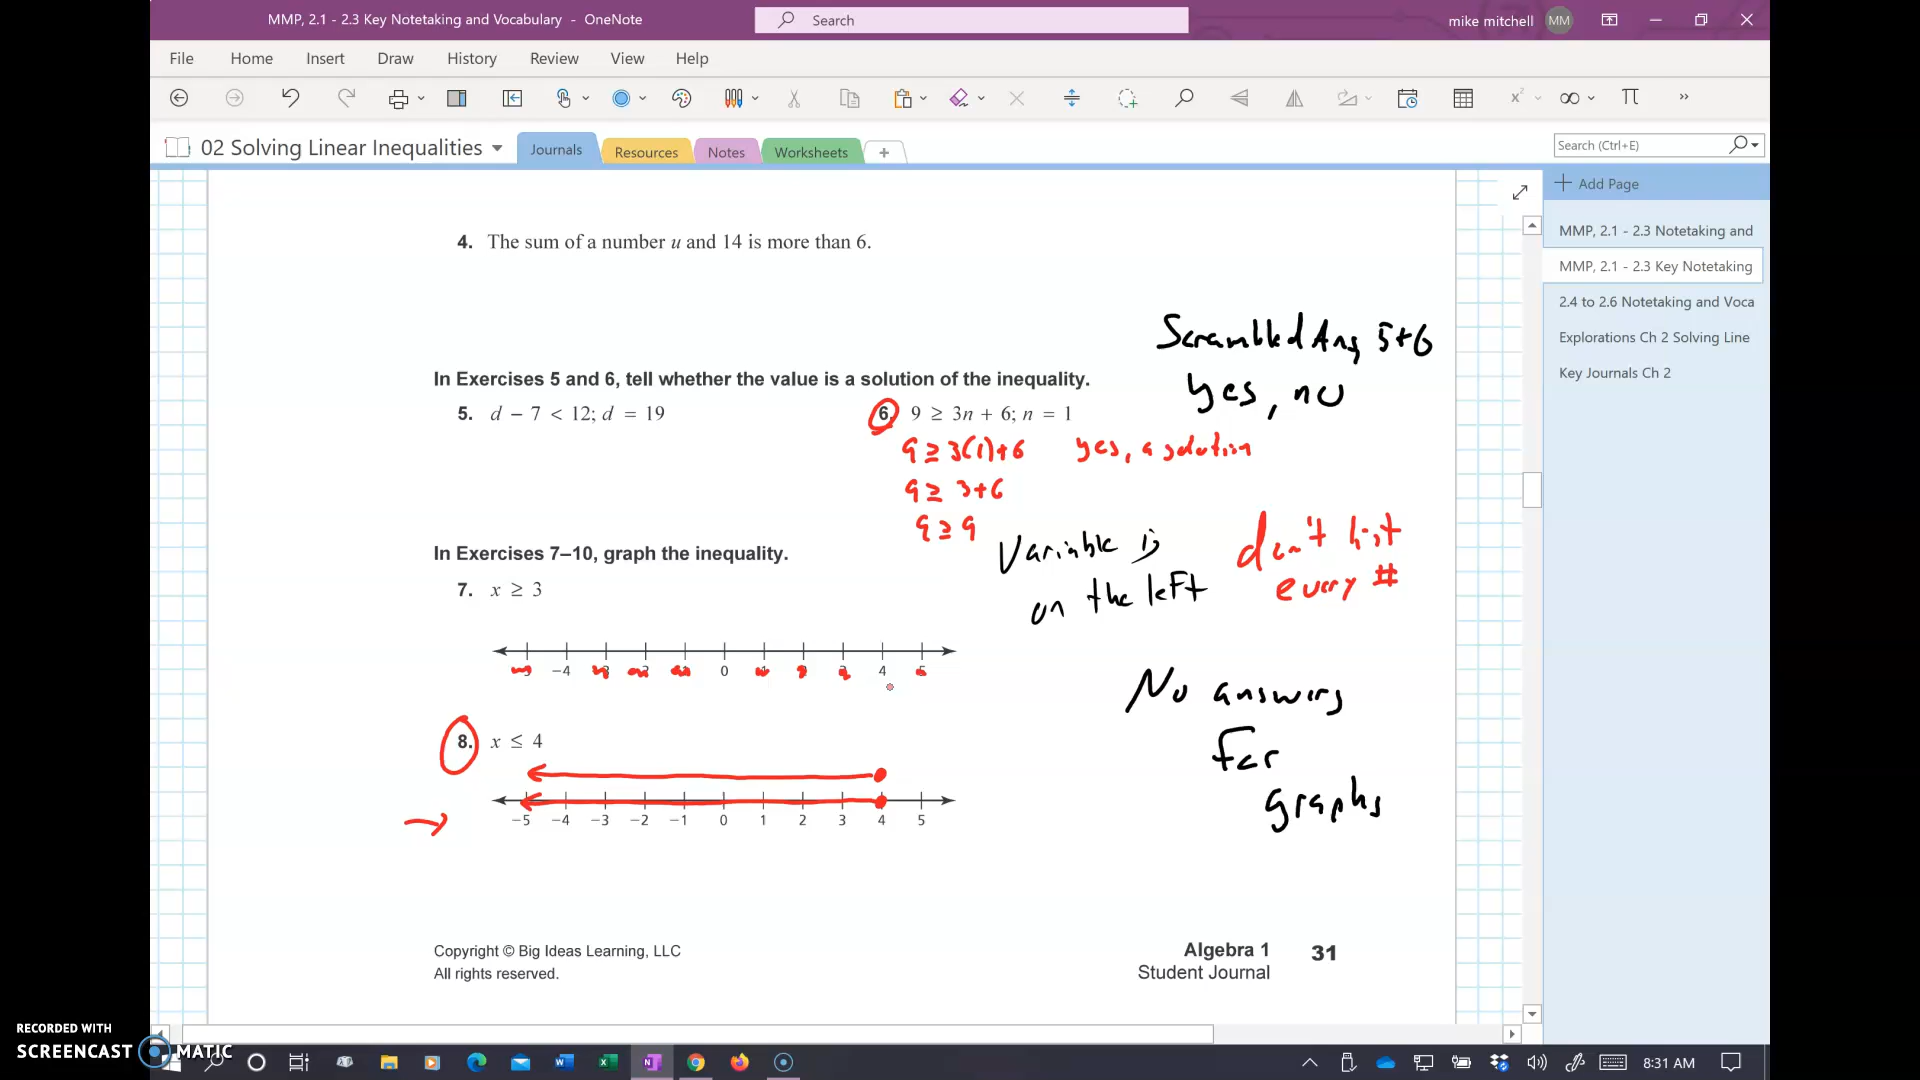 MMP, 2.1 - 2.3 Key Notetaking and Vocabulary - OneNote
Search
mike mitchell MM
File Home Insert Draw History Review View Help
02 Solving Linear Inequalities
Journals Resources Notes Worksheets +
Search (Ctrl+E)
Add Page
MMP, 2.1 - 2.3 Notetaking and
MMP, 2.1 - 2.3 Key Notetaking
2.4 to 2.6 Notetaking and Voca
Explorations Ch 2 Solving Line
Key Journals Ch 2
4. The sum of a number u and 14 is more than 6.
Scrambled Ans 5+6
yes, no
In Exercises 5 and 6, tell whether the value is a solution of the inequality.
5. d − 7 < 12; d = 19
6. 9 ≥ 3n + 6; n = 1
9 ≥ 3(1)+6 yes, a solution
9 ≥ 3+6
9 ≥ 9
Variable is
on the left
don't list
every #
In Exercises 7–10, graph the inequality.
7. x ≥ 3
−4 0 4
No answers
for
graphs
8. x ≤ 4
−5 −4 −3 −2 −1 0 1 2 3 4 5
Copyright © Big Ideas Learning, LLC
All rights reserved.
Algebra 1 31
Student Journal
RECORDED WITH
SCREENCAST MATIC
8:31 AM